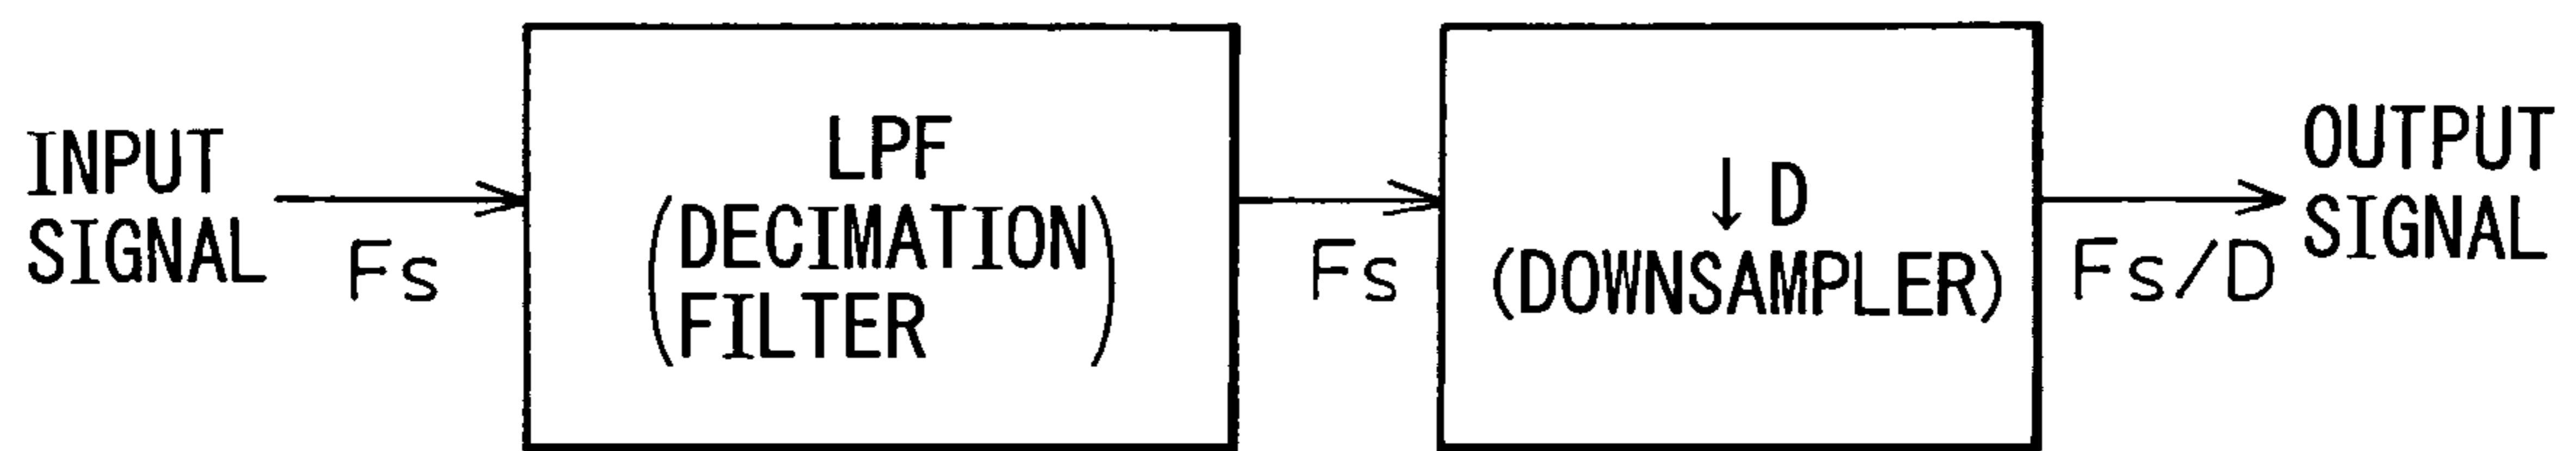 INPUT
SIGNAL
Fs
LPF
(DECIMATION
FILTER)
Fs
↓D
(DOWNSAMPLER)
Fs/D
OUTPUT
SIGNAL